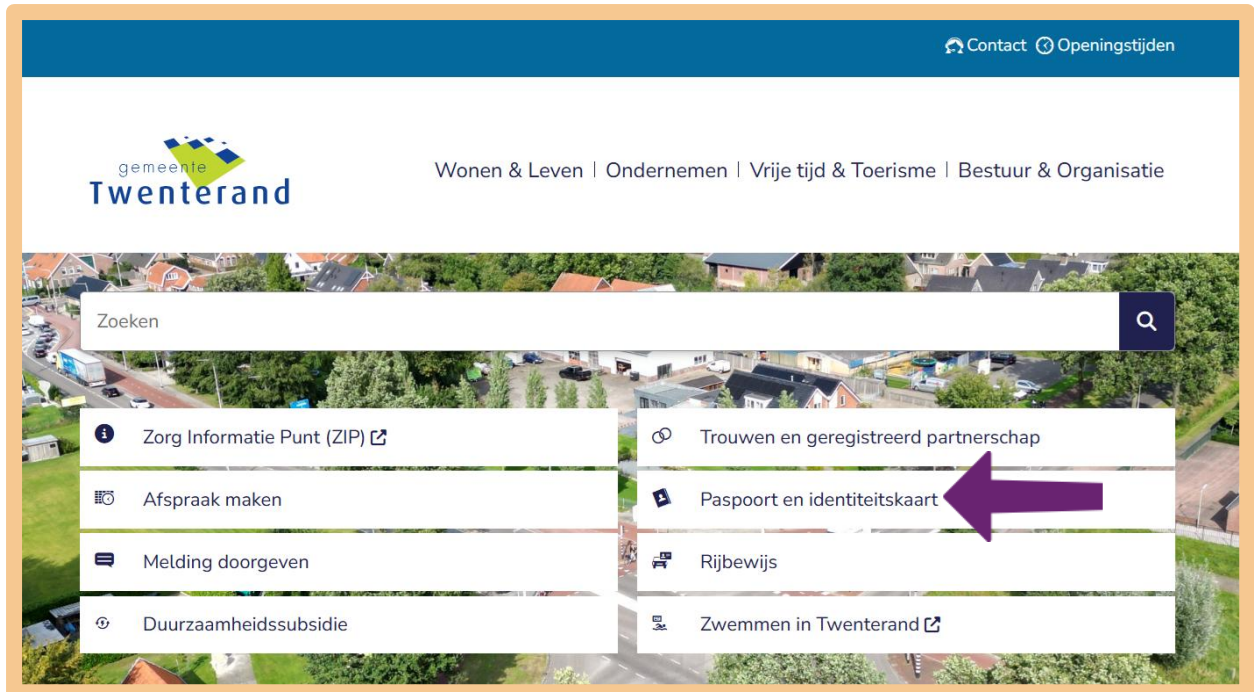 Contact Openingstijden
gemeente
Twenterand
Wonen & Leven | Ondernemen | Vrije tijd & Toerisme | Bestuur & Organisatie
Zoeken
Zorg Informatie Punt (ZIP)
Trouwen en geregistreerd partnerschap
Afspraak maken
Paspoort en identiteitskaart
Melding doorgeven
Rijbewijs
Duurzaamheidssubsidie
Zwemmen in Twenterand